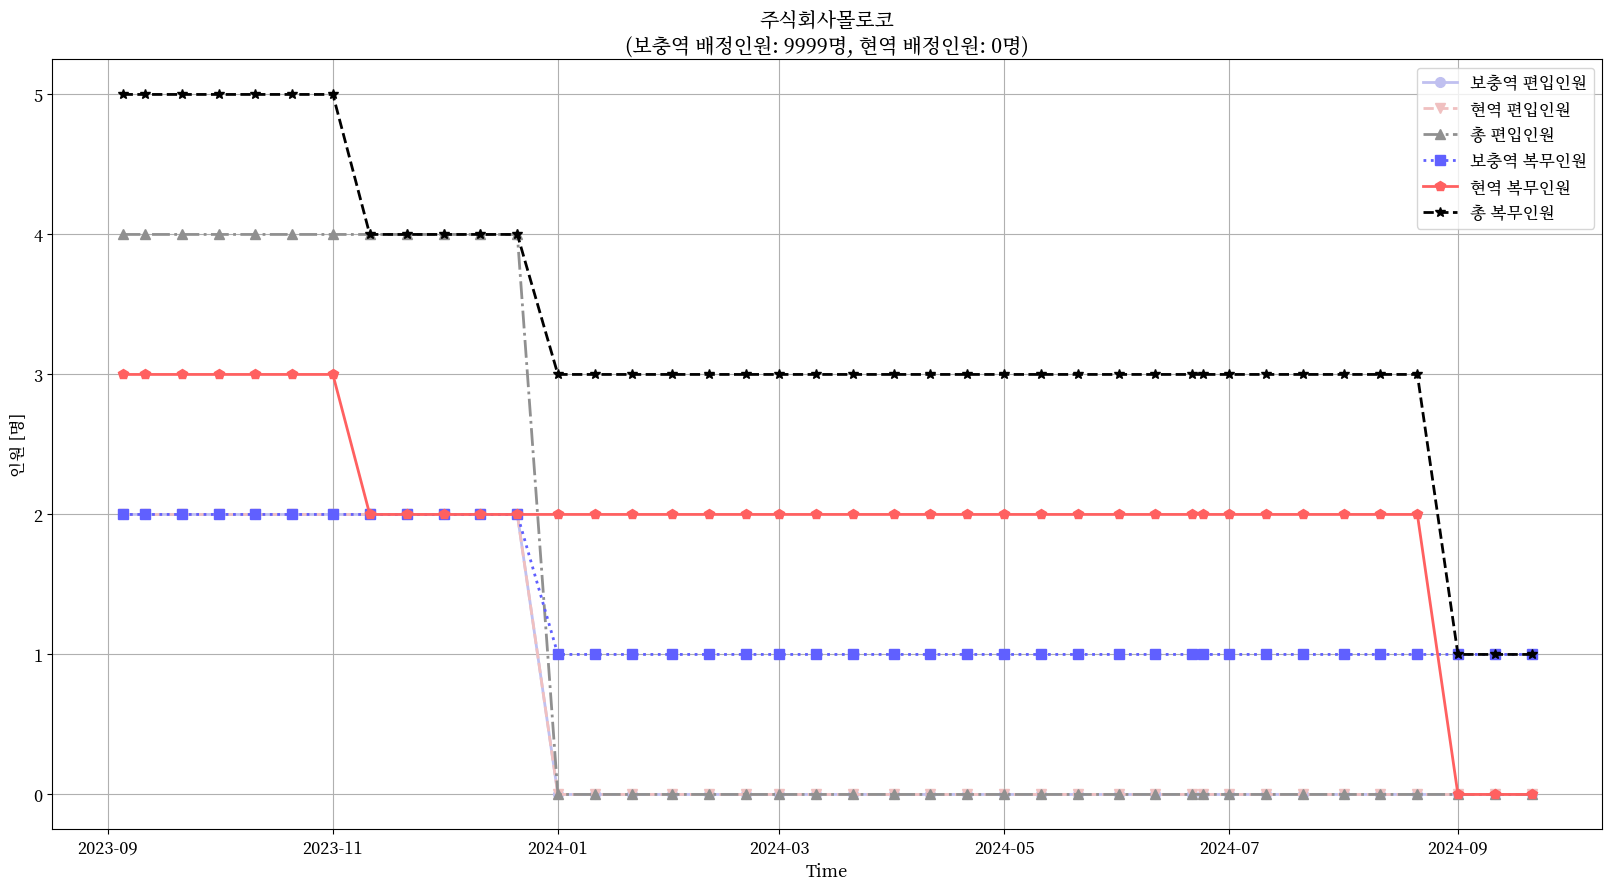 주식회사몰로코
(보충역 배정인원: 9999명, 현역 배정인원: 0명)
보충역 편입인원
현역 편입인원
총 편입인원
보충역 복무인원
현역 복무인원
총 복무인원
인원 [명]
5
4
3
2
1
0
2023-09
2023-11
2024-01
2024-03
2024-05
2024-07
2024-09
Time